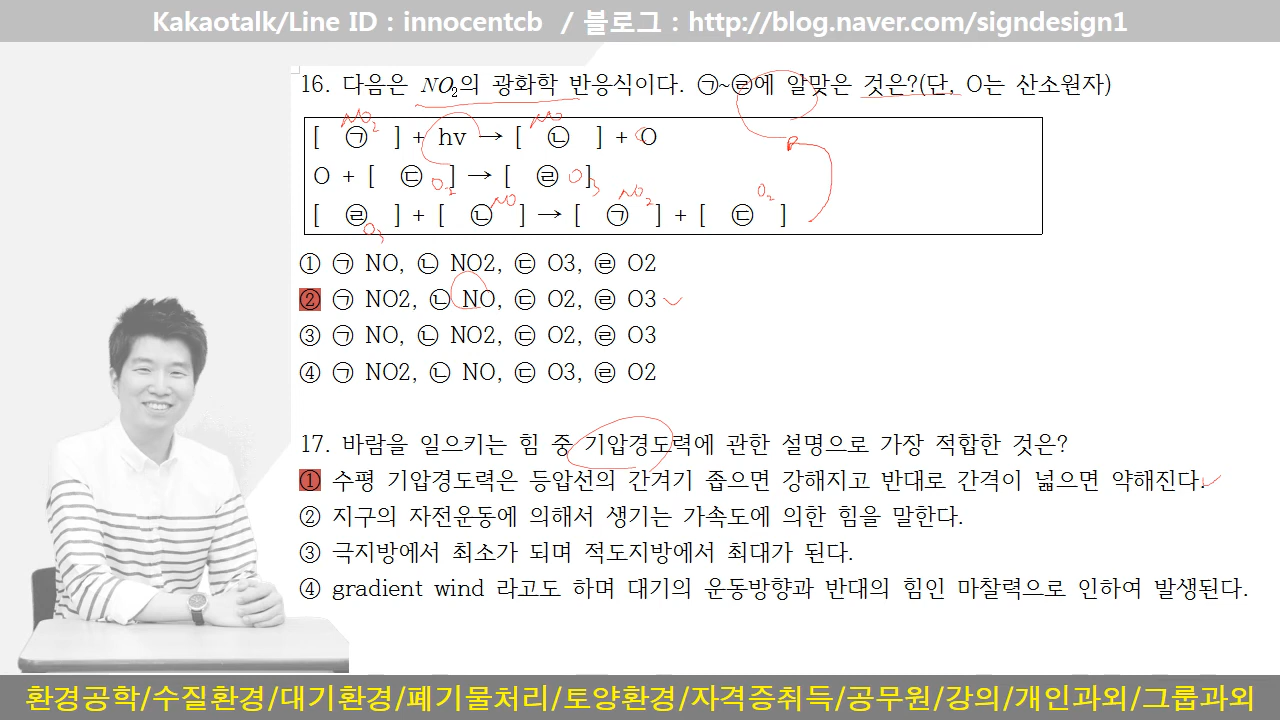 Kakaotalk/Line ID : innocentcb / 블로그 : http://blog.naver.com/signdesign1
16. 다음은 NO₂의 광화학 반응식이다. ㉠~㉣에 알맞은 것은?(단, O는 산소원자)
NO₂ NO
[ ㉠ ] + hv → [ ㉡ ] + O
O + [ ㉢ ] → [ ㉣ ]
O₂ O₃
NO NO₂ O₂
[ ㉣ ] + [ ㉡ ] → [ ㉠ ] + [ ㉢ ]
O₃
① ㉠ NO, ㉡ NO2, ㉢ O3, ㉣ O2
② ㉠ NO2, ㉡ NO, ㉢ O2, ㉣ O3
③ ㉠ NO, ㉡ NO2, ㉢ O2, ㉣ O3
④ ㉠ NO2, ㉡ NO, ㉢ O3, ㉣ O2
17. 바람을 일으키는 힘 중 기압경도력에 관한 설명으로 가장 적합한 것은?
① 수평 기압경도력은 등압선의 간겨기 좁으면 강해지고 반대로 간격이 넓으면 약해진다.
② 지구의 자전운동에 의해서 생기는 가속도에 의한 힘을 말한다.
③ 극지방에서 최소가 되며 적도지방에서 최대가 된다.
④ gradient wind 라고도 하며 대기의 운동방향과 반대의 힘인 마찰력으로 인하여 발생된다.
환경공학/수질환경/대기환경/폐기물처리/토양환경/자격증취득/공무원/강의/개인과외/그룹과외